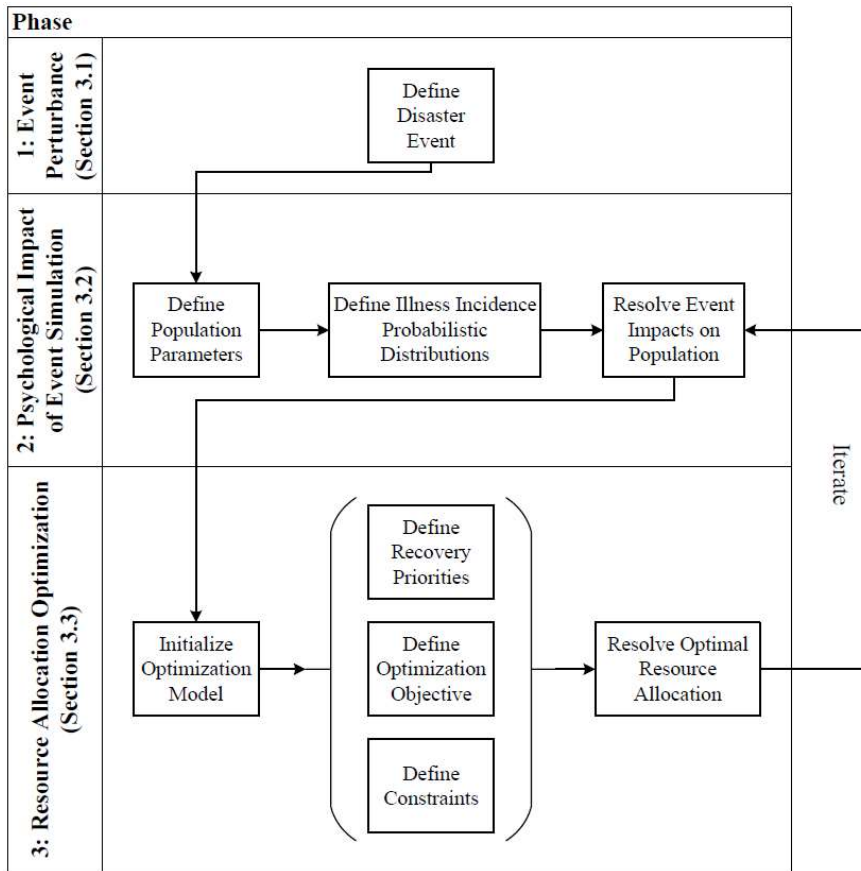 Phase
1: Event
Perturbance
(Section 3.1)
Define
Disaster
Event
2: Psychological Impact
of Event Simulation
(Section 3.2)
Define
Population
Parameters
Define Illness Incidence
Probabilistic
Distributions
Resolve Event
Impacts on
Population
Iterate
3: Resource Allocation Optimization
(Section 3.3)
Initialize
Optimization
Model
Define
Recovery
Priorities
Define
Optimization
Objective
Define
Constraints
Resolve Optimal
Resource
Allocation